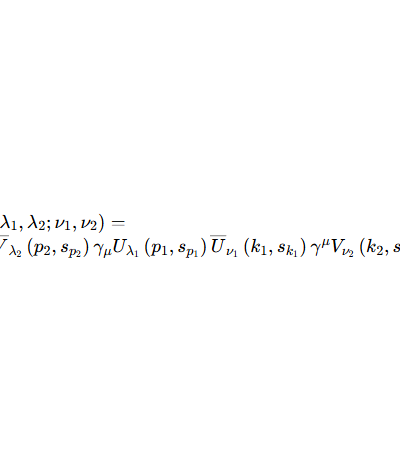 λ₁, λ₂; ν₁, ν₂) =
V̅_{λ₂} (p₂, s_{p₂}) γ_μ U_{λ₁} (p₁, s_{p₁}) U̅_{ν₁} (k₁, s_{k₁}) γ^μ V_{ν₂} (k₂, s